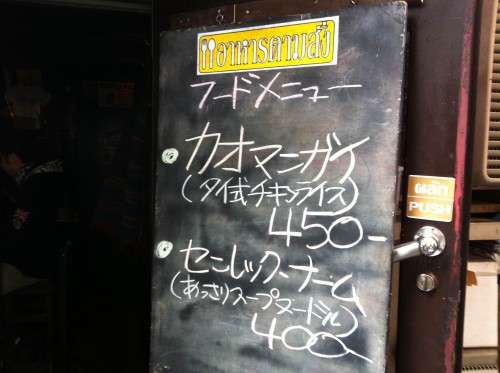 อาหารตามสั่ง
フードメニュー
カオマンガイ
(タイ式チキンライス)
450-
センレック・ナーム
(あっさりスープヌードル)
400
ผลัก
PUSH